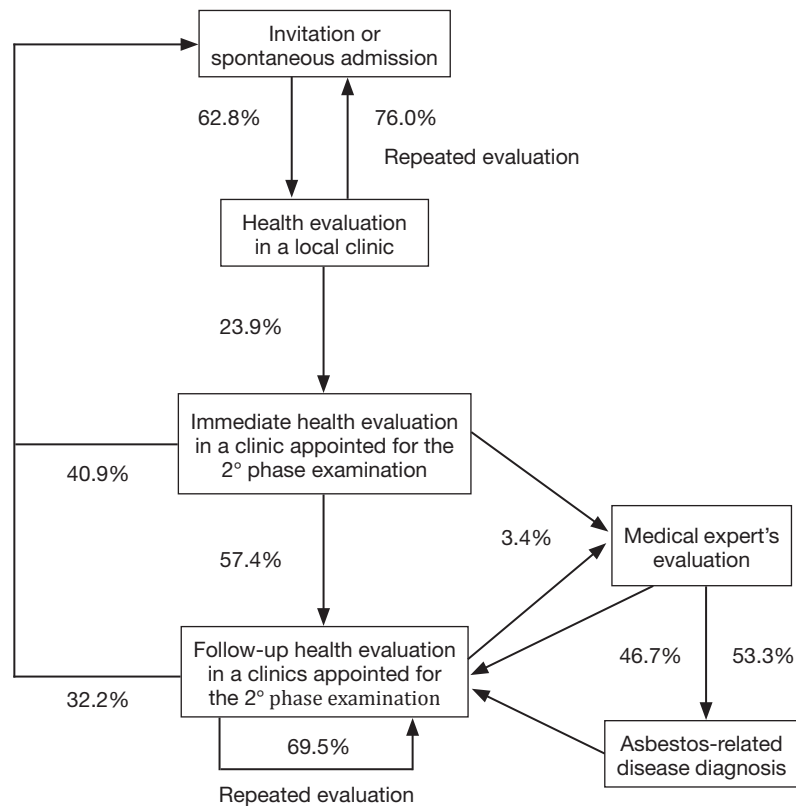 Invitation or
spontaneous admission
62.8%
76.0%
Repeated evaluation
Health evaluation
in a local clinic
23.9%
Immediate health evaluation
in a clinic appointed for the
2° phase examination
40.9%
57.4%
3.4%
Medical expert's
evaluation
Follow-up health evaluation
in a clinics appointed for
the 2° phase examination
46.7%
53.3%
32.2%
69.5%
Repeated evaluation
Asbestos-related
disease diagnosis